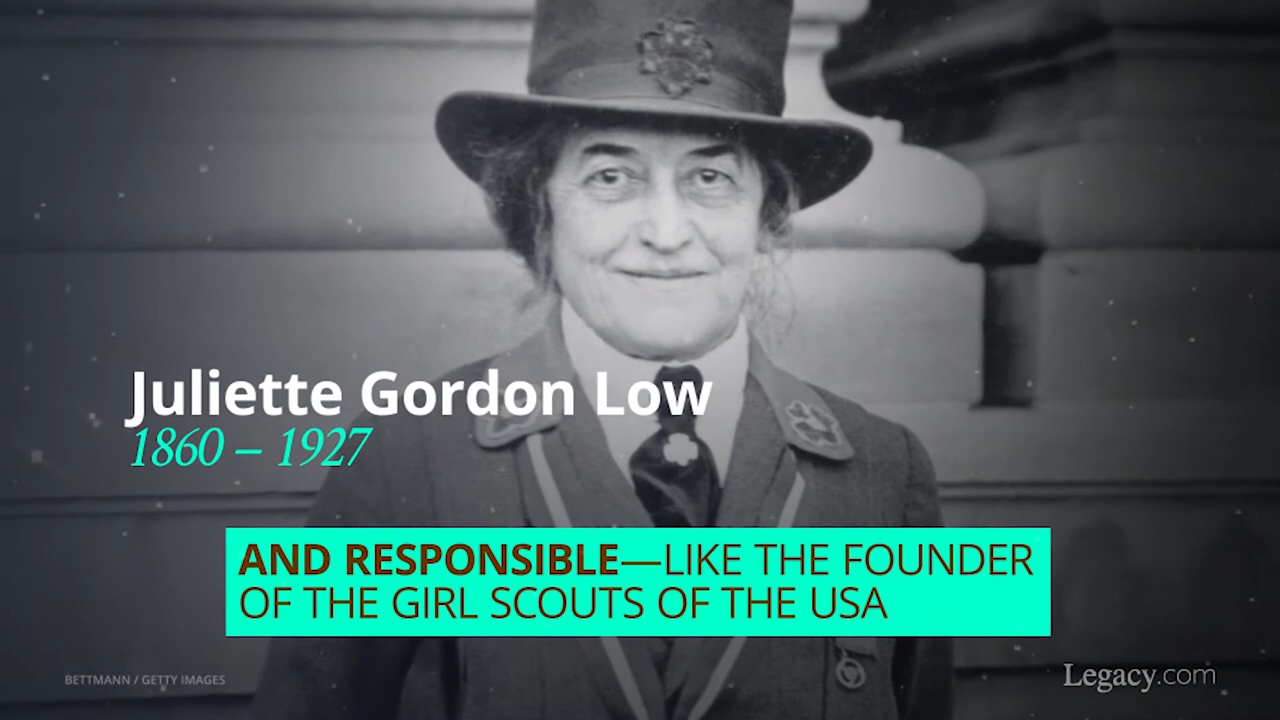 Juliette Gordon Low
1860 – 1927
AND RESPONSIBLE—LIKE THE FOUNDER
OF THE GIRL SCOUTS OF THE USA
BETTMANN / GETTY IMAGES
Legacy.com